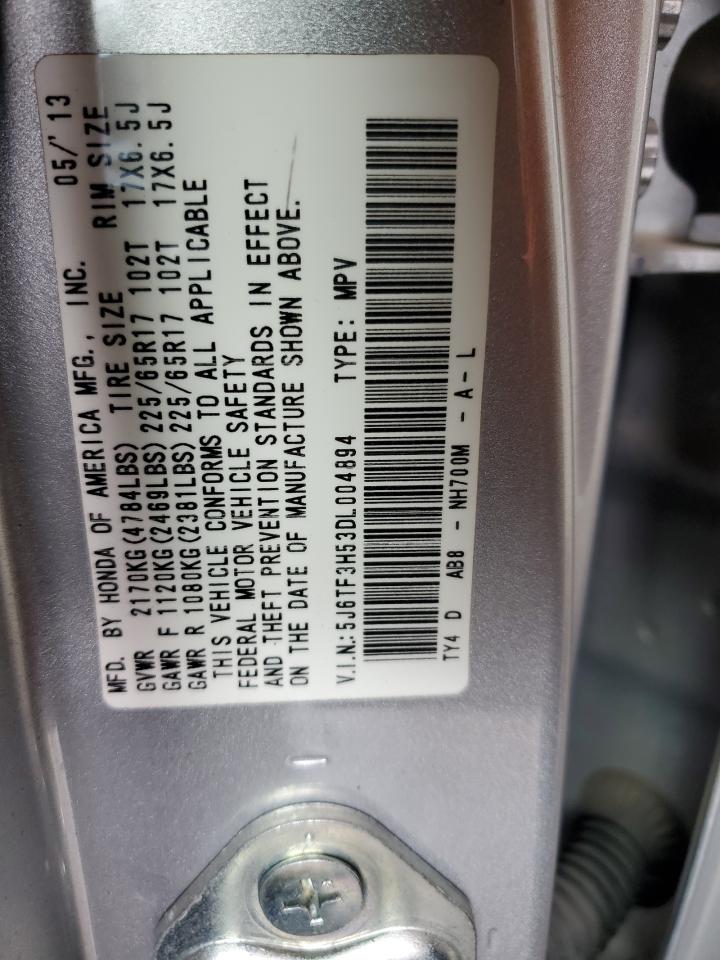 MFD. BY HONDA OF AMERICA MFG., INC. 05/'13
GVWR 2170KG(4784LBS) TIRE SIZE RIM SIZE
GAWR F 1120KG(2469LBS) 225/65R17 102T 17X6.5J
GAWR R 1080KG(2381LBS) 225/65R17 102T 17X6.5J
THIS VEHICLE CONFORMS TO ALL APPLICABLE
FEDERAL MOTOR VEHICLE SAFETY
AND THEFT PREVENTION STANDARDS IN EFFECT
ON THE DATE OF MANUFACTURE SHOWN ABOVE.
V.I.N.:5J6TF3H53DL004894 TYPE: MPV
TY4 D AB8 - NH700M - A - L